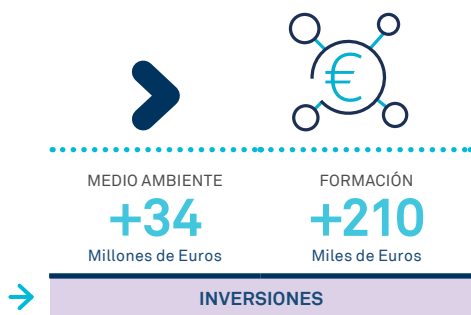 €
MEDIO AMBIENTE
+34
Millones de Euros
FORMACIÓN
+210
Miles de Euros
INVERSIONES